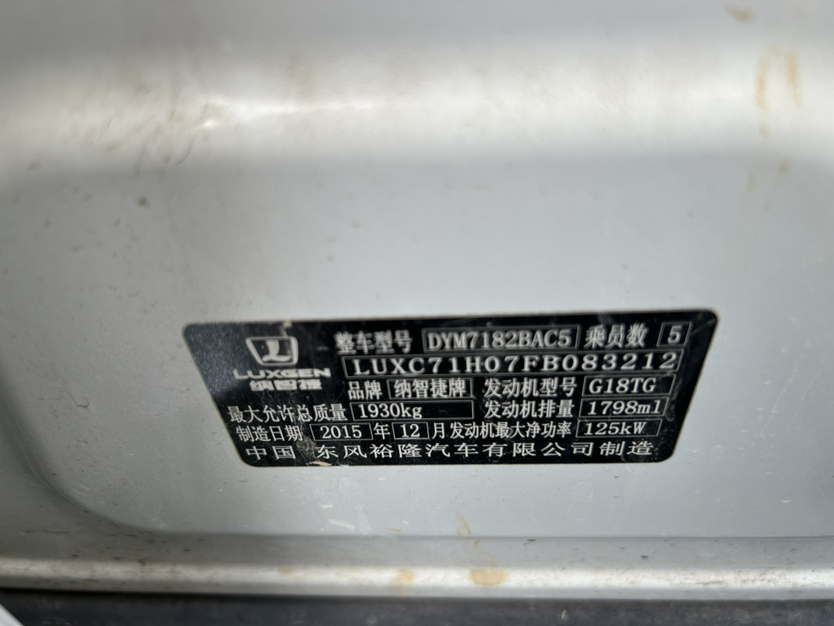 LUXGEN
纳智捷
整车型号 DYM7182BAC5 乘员数 5
LUXC71H07FB083212
品牌 纳智捷牌 发动机型号 G18TG
最大允许总质量 1930kg 发动机排量 1798ml
制造日期 2015 年 12 月 发动机最大净功率 125kW
中国 东风裕隆汽车有限公司制造